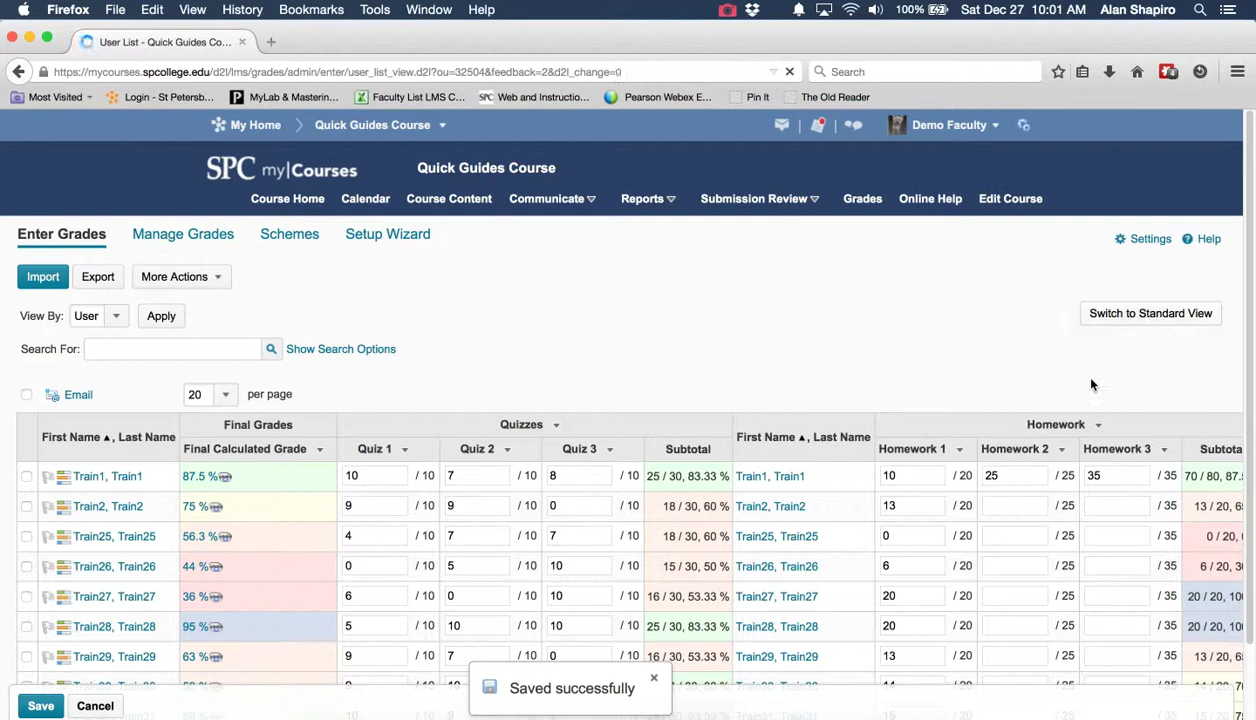 Firefox File Edit View History Bookmarks Tools Window Help 100% Sat Dec 27 10:01 AM Alan Shapiro
User List - Quick Guides Co...
https://mycourses.spcollege.edu/d2l/lms/grades/admin/enter/user_list_view.d2l?ou=32504&feedback=2&d2l_change=0 Search
Most Visited Login - St Petersb... MyLab & Masterin... Faculty List LMS C... SPC Web and Instructio... Pearson Webex E... Pin It The Old Reader
My Home Quick Guides Course Demo Faculty
SPC my|Courses Quick Guides Course
Course Home Calendar Course Content Communicate Reports Submission Review Grades Online Help Edit Course
Enter Grades Manage Grades Schemes Setup Wizard Settings Help
Import Export More Actions
View By: User Apply Switch to Standard View
Search For: Show Search Options
Email 20 per page
Final Grades Quizzes Homework
First Name, Last Name First Name, Last Name
Final Calculated Grade Quiz 1 Quiz 2 Quiz 3 Subtotal Homework 1 Homework 2 Homework 3 Subtota
Train1, Train1 87.5 % 10 / 10 7 / 10 8 / 10 25 / 30, 83.33 % Train1, Train1 10 / 20 25 / 25 35 / 35 70 / 80, 87.
Train2, Train2 75 % 9 / 10 9 / 10 0 / 10 18 / 30, 60 % Train2, Train2 13 / 20 / 25 / 35 13 / 20, 65
Train25, Train25 56.3 % 4 / 10 7 / 10 7 / 10 18 / 30, 60 % Train25, Train25 0 / 20 / 25 / 35 0 / 20,
Train26, Train26 44 % 0 / 10 5 / 10 10 / 10 15 / 30, 50 % Train26, Train26 6 / 20 / 25 / 35 6 / 20, 30
Train27, Train27 36 % 6 / 10 0 / 10 10 / 10 16 / 30, 53.33 % Train27, Train27 20 / 20 / 25 / 35 20 / 20, 100
Train28, Train28 95 % 5 / 10 10 / 10 10 / 10 25 / 30, 83.33 % Train28, Train28 20 / 20 / 25 / 35 20 / 20, 100
Train29, Train29 63 % 9 / 10 7 / 10 0 / 10 16 / 30, 53.33 % Train29, Train29 13 / 20 / 25 / 35 13 / 20, 65
Saved successfully
Save Cancel